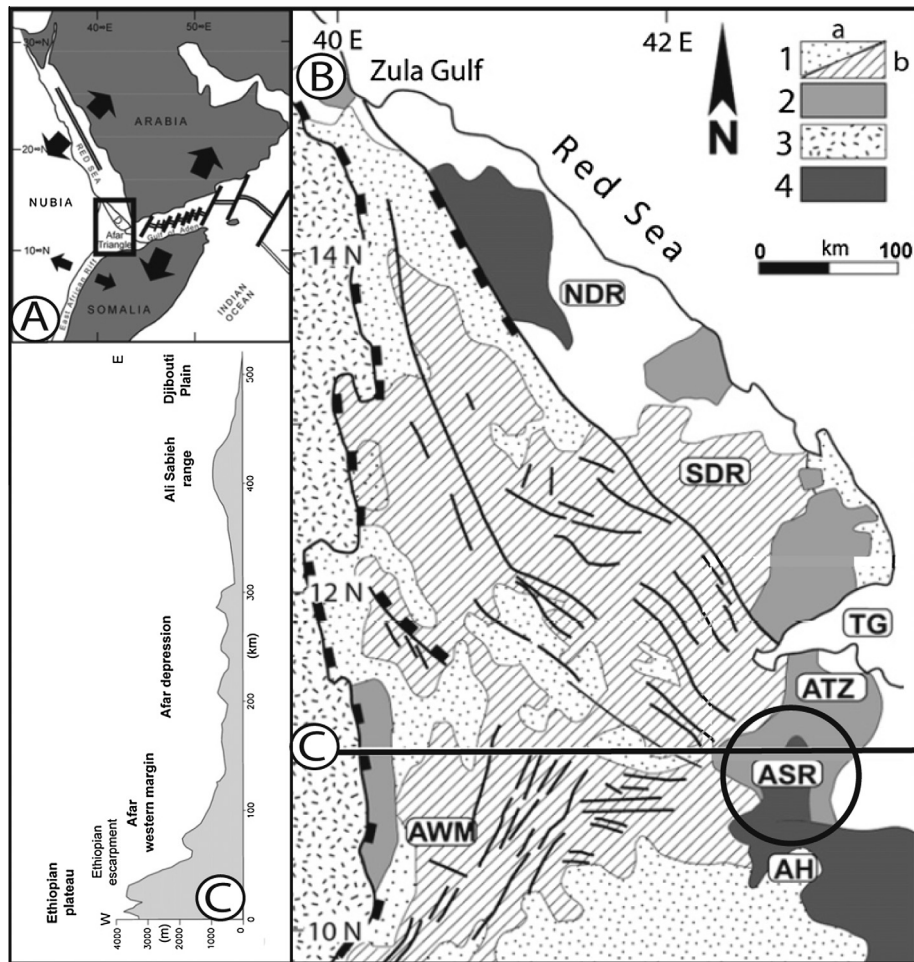 40⚌E
50⚌E
30⚌N
20⚌N
10⚌N
ARABIA
RED SEA
NUBIA
Afar
Triangle
Gulf of Aden
East African Rift
SOMALIA
INDIAN
OCEAN
A
40 E
42 E
B
Zula Gulf
Red Sea
N
a
1
b
2
3
4
0
km
100
14 N
NDR
SDR
12 N
TG
ATZ
C
ASR
AWM
AH
10 N
E
Djibouti
Plain
Ali Sabieh
range
Afar depression
Afar
western margin
Ethiopian
escarpment
Ethiopian
plateau
W
500
400
300
(km)
200
100
0
4000
3000
(m)
2000
0
C